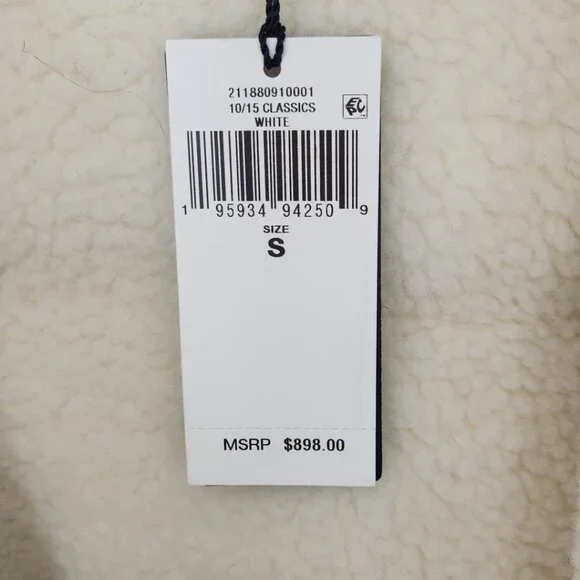 211880910001
10/15 CLASSICS
WHITE
1 95934 94250 9
SIZE
S
MSRP $898.00